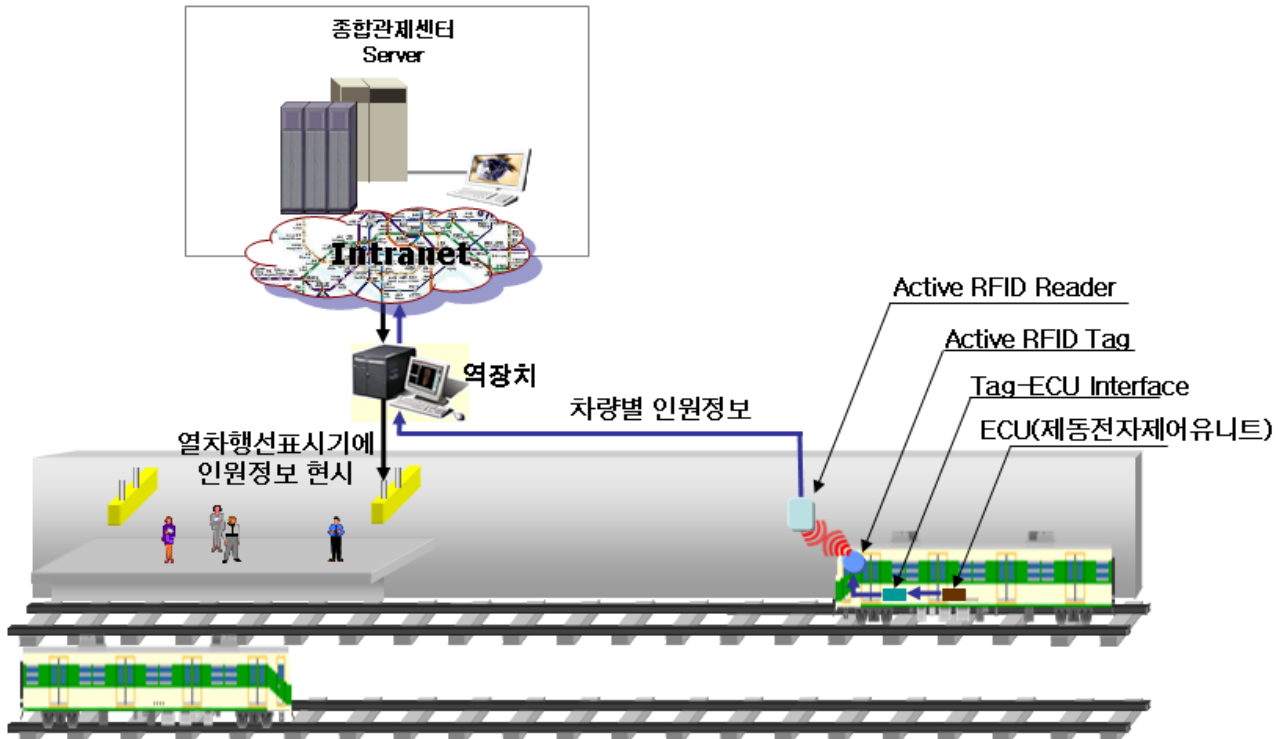 종합관제센터
Server
Intranet
Active RFID Reader
Active RFID Tag
역장치
Tag-ECU Interface
차량별 인원정보
ECU(제동전자제어유니트)
열차행선표시기에
인원정보 현시